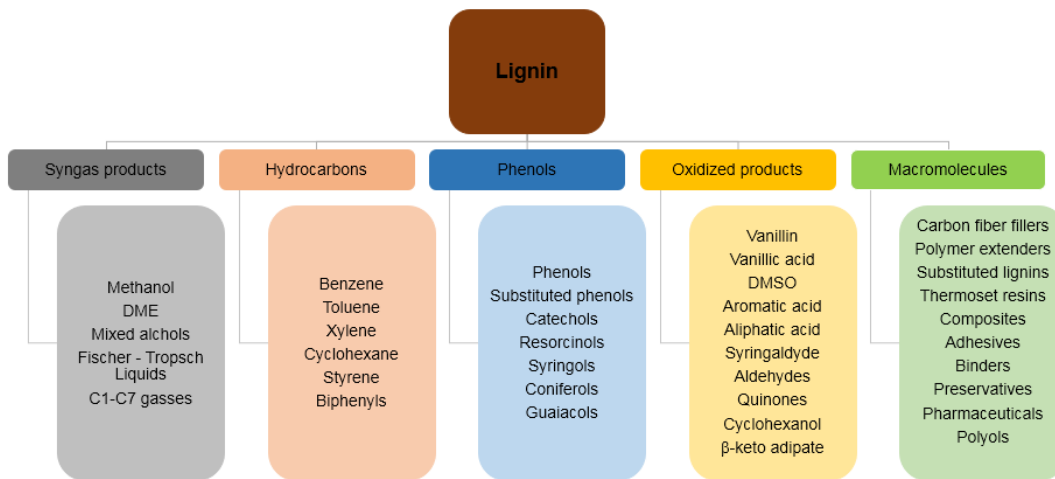 Lignin
Syngas products
Hydrocarbons
Phenols
Oxidized products
Macromolecules
Methanol
DME
Mixed alchols
Fischer - Tropsch
Liquids
C1-C7 gasses
Benzene
Toluene
Xylene
Cyclohexane
Styrene
Biphenyls
Phenols
Substituted phenols
Catechols
Resorcinols
Syringols
Coniferols
Guaiacols
Vanillin
Vanillic acid
DMSO
Aromatic acid
Aliphatic acid
Syringaldyde
Aldehydes
Quinones
Cyclohexanol
β-keto adipate
Carbon fiber fillers
Polymer extenders
Substituted lignins
Thermoset resins
Composites
Adhesives
Binders
Preservatives
Pharmaceuticals
Polyols